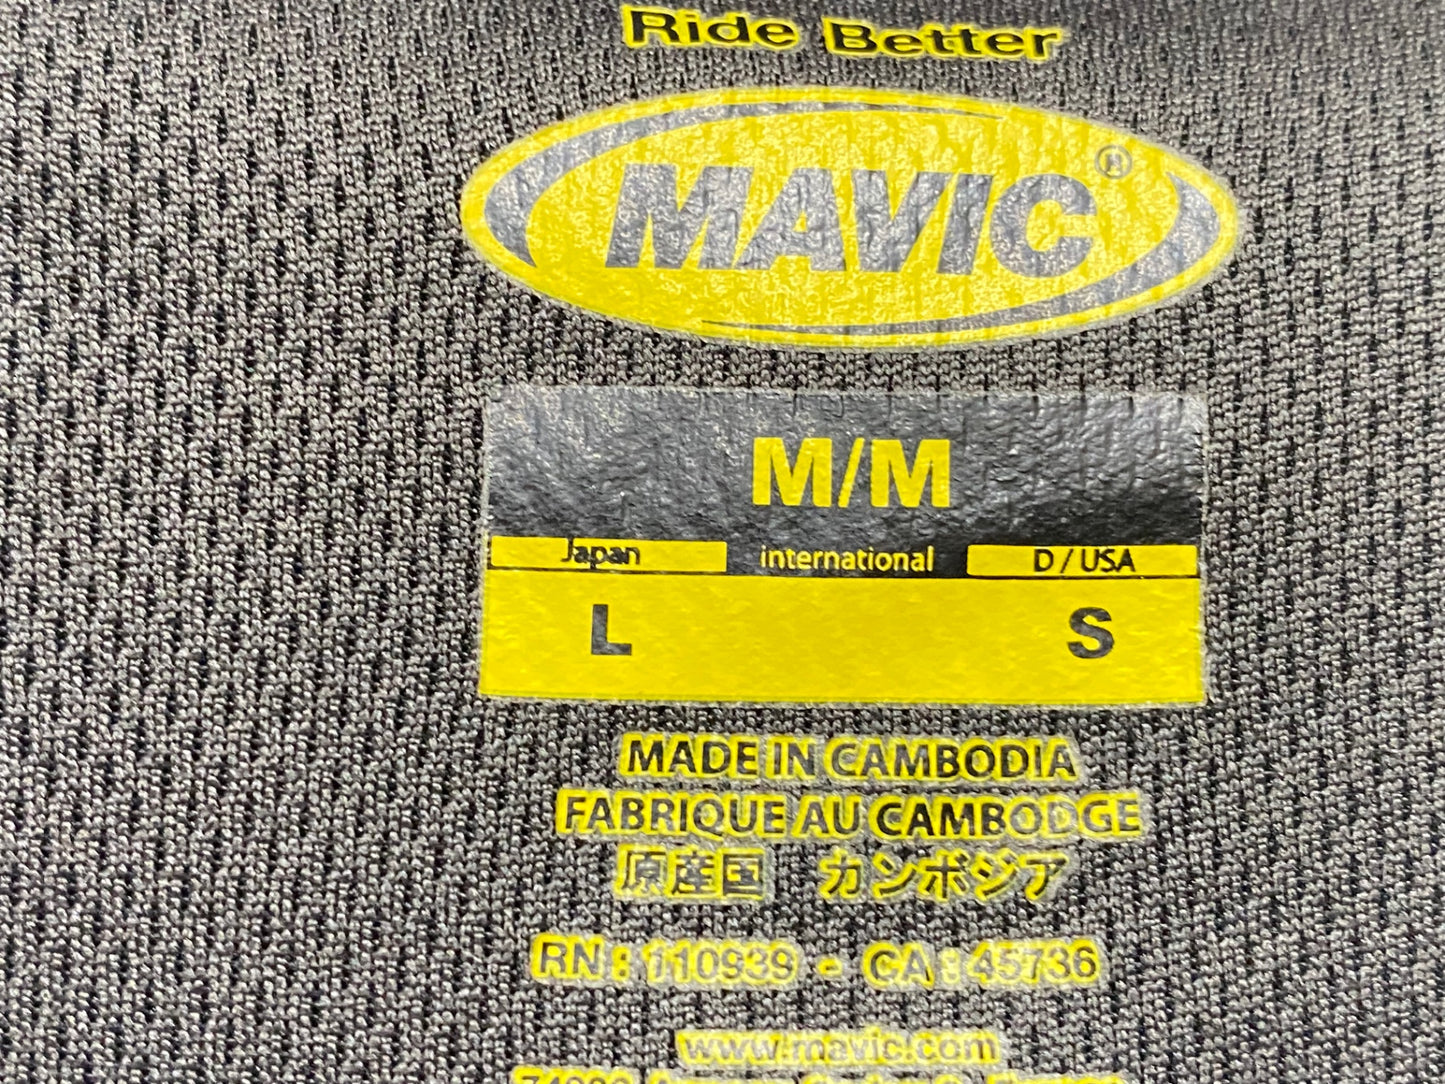 Ride Better
MAVIC®
M/M
Japan international D / USA
L S
MADE IN CAMBODIA
FABRIQUE AU CAMBODGE
原産国 カンボジア
RN : 110939 - CA : 45736
www.mavic.com